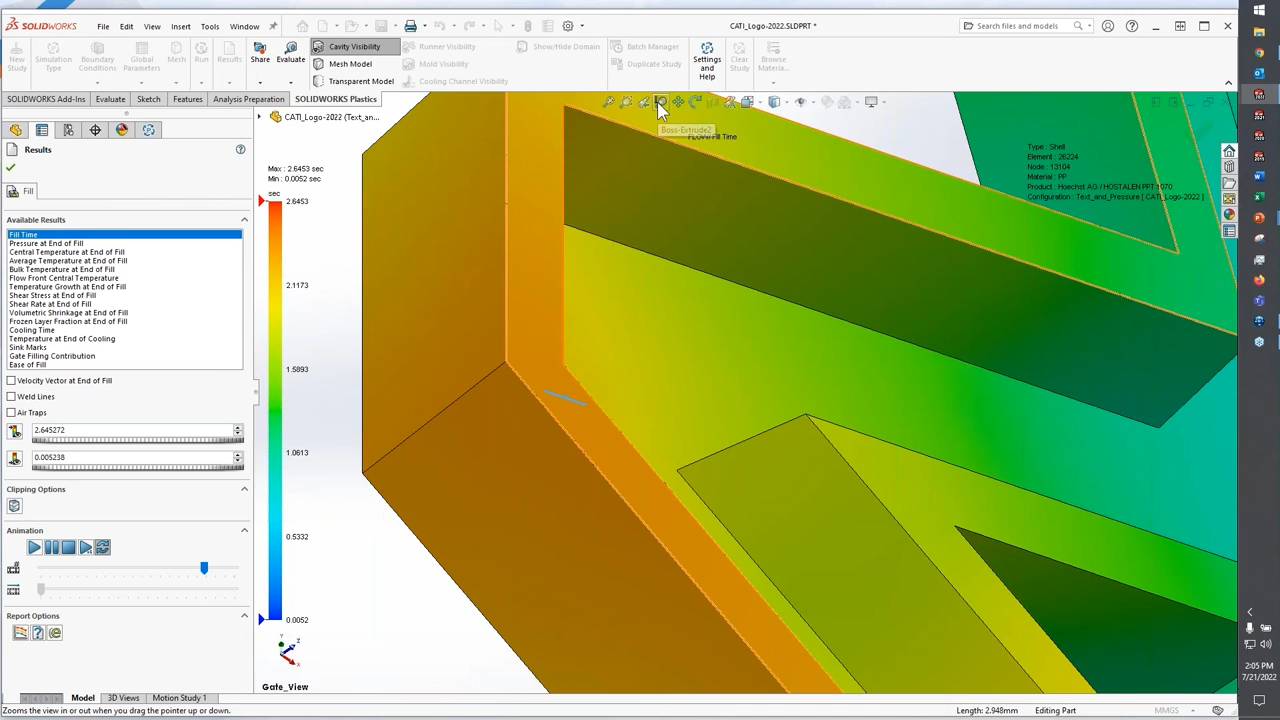 SOLIDWORKS
File
Edit
View
Insert
Tools
Window
CATI_Logo-2022.SLDPRT *
Search files and models
New
Study
Simulation
Type
Boundary
Conditions
Global
Parameters
Mesh
Run
Results
Share
Evaluate
Cavity Visibility
Mesh Model
Transparent Model
Runner Visibility
Mold Visibility
Cooling Channel Visibility
Show/Hide Domain
Batch Manager
Duplicate Study
Settings
and
Help
Clear
Study
Browse
Materia...
SOLIDWORKS Add-Ins
Evaluate
Sketch
Features
Analysis Preparation
SOLIDWORKS Plastics
Results
Fill
Available Results
Fill Time
Pressure at End of Fill
Central Temperature at End of Fill
Average Temperature at End of Fill
Bulk Temperature at End of Fill
Flow Front Central Temperature
Temperature Growth at End of Fill
Shear Stress at End of Fill
Shear Rate at End of Fill
Volumetric Shrinkage at End of Fill
Frozen Layer Fraction at End of Fill
Cooling Time
Temperature at End of Cooling
Sink Marks
Gate Filling Contribution
Ease of Fill
Velocity Vector at End of Fill
Weld Lines
Air Traps
2.645272
0.005238
Clipping Options
Animation
Report Options
CATI_Logo-2022 (Text_an...
Max : 2.6453 sec
Min : 0.0052 sec
sec
2.6453
2.1173
1.5893
1.0613
0.5332
0.0052
Y
Z
X
Gate_View
Boss-Extrude2
FLOW/Fill Time
Type : Shell
Element : 26224
Node : 13104
Material : PP
Product : Hoechst AG / HOSTALEN PPT 1070
Configuration : Text_and_Pressure [ CATI_Logo-2022 ]
Model
3D Views
Motion Study 1
Zooms the view in or out when you drag the pointer up or down.
Length: 2.948mm
Editing Part
MMGS
2:05 PM
7/21/2022